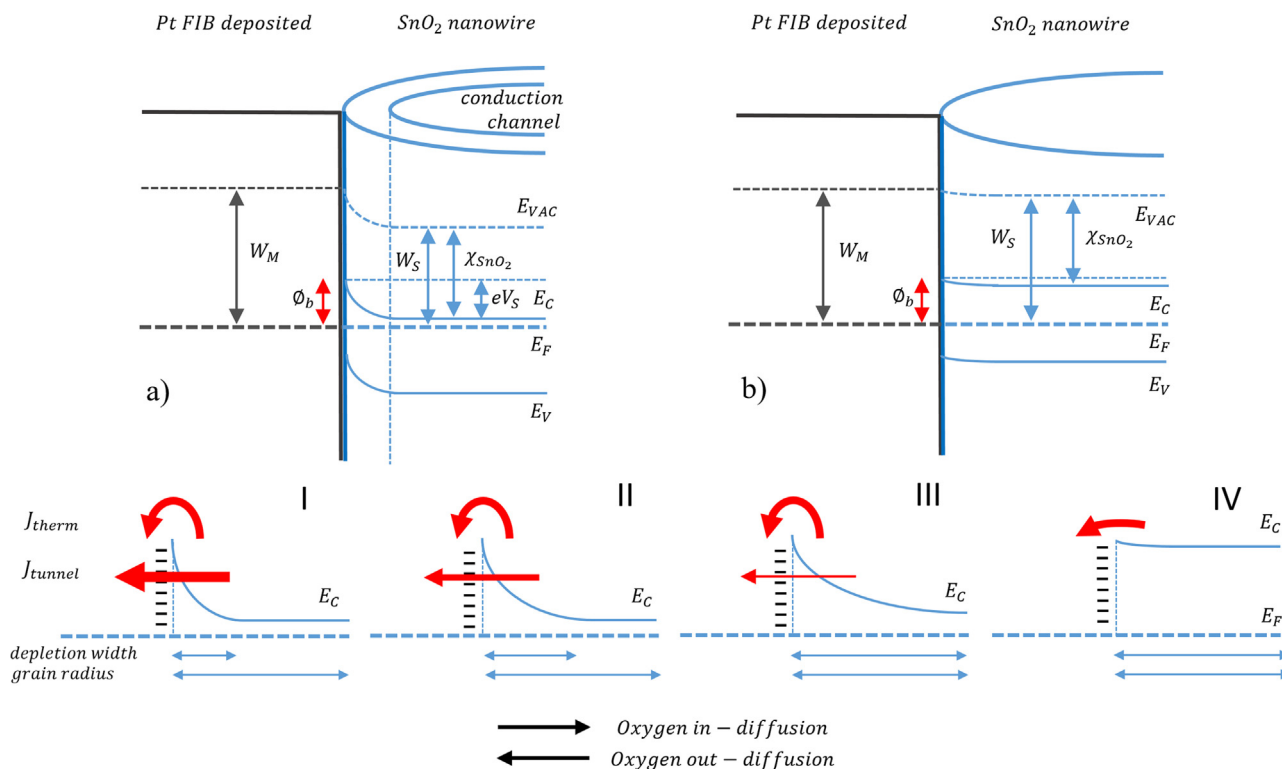 Pt FIB deposited
SnO₂ nanowire
conduction
channel
E_VAC
W_M
W_S
χ_SnO₂
∅_b
eV_S
E_C
E_F
E_V
a)
Pt FIB deposited
SnO₂ nanowire
E_VAC
W_M
W_S
χ_SnO₂
∅_b
E_C
E_F
E_V
b)
I
J_therm
J_tunnel
E_C
II
E_C
III
E_C
IV
E_C
E_F
depletion width
grain radius
Oxygen in − diffusion
Oxygen out − diffusion